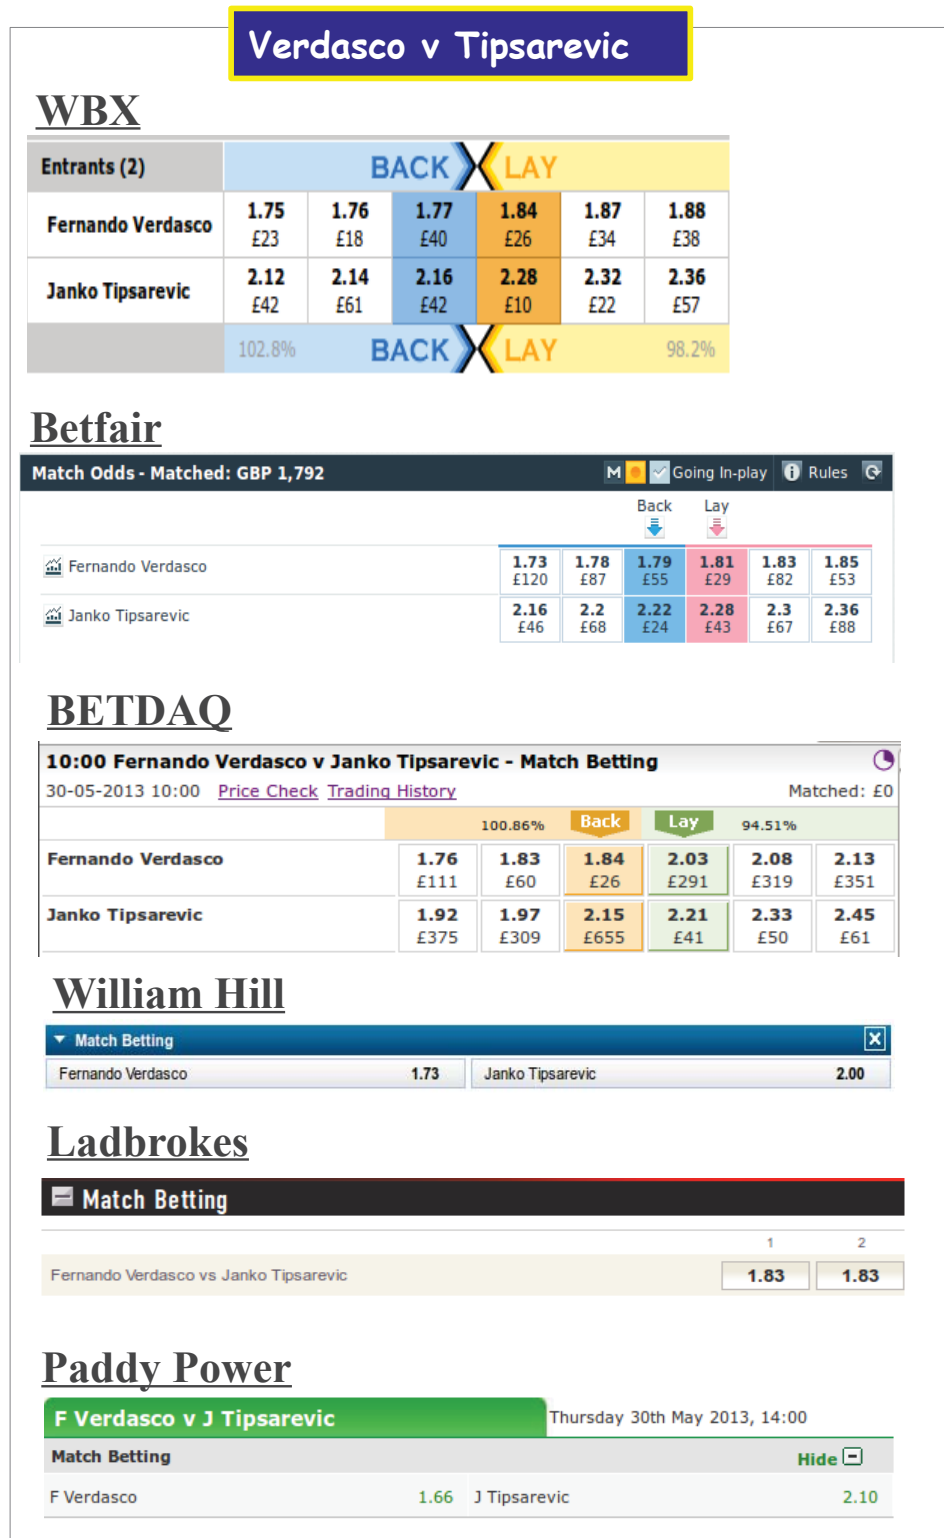 Verdasco v Tipsarevic
WBX
Entrants (2) BACK LAY
1.75 1.76 1.77 1.84 1.87 1.88
Fernando Verdasco
£23 £18 £40 £26 £34 £38
2.12 2.14 2.16 2.28 2.32 2.36
Janko Tipsarevic
£42 £61 £42 £10 £22 £57
102.8% BACK LAY 98.2%
Betfair
Match Odds - Matched: GBP 1,792 M Going In-play i Rules
Back Lay
1.73 1.78 1.79 1.81 1.83 1.85
Fernando Verdasco
£120 £87 £55 £29 £82 £53
2.16 2.2 2.22 2.28 2.3 2.36
Janko Tipsarevic
£46 £68 £24 £43 £67 £88
BETDAQ
10:00 Fernando Verdasco v Janko Tipsarevic - Match Betting
30-05-2013 10:00 Price Check Trading History Matched: £0
100.86% Back Lay 94.51%
Fernando Verdasco 1.76 1.83 1.84 2.03 2.08 2.13
£111 £60 £26 £291 £319 £351
Janko Tipsarevic 1.92 1.97 2.15 2.21 2.33 2.45
£375 £309 £655 £41 £50 £61
William Hill
Match Betting X
Fernando Verdasco 1.73 Janko Tipsarevic 2.00
Ladbrokes
Match Betting
1 2
Fernando Verdasco vs Janko Tipsarevic 1.83 1.83
Paddy Power
F Verdasco v J Tipsarevic Thursday 30th May 2013, 14:00
Match Betting Hide
F Verdasco 1.66 J Tipsarevic 2.10